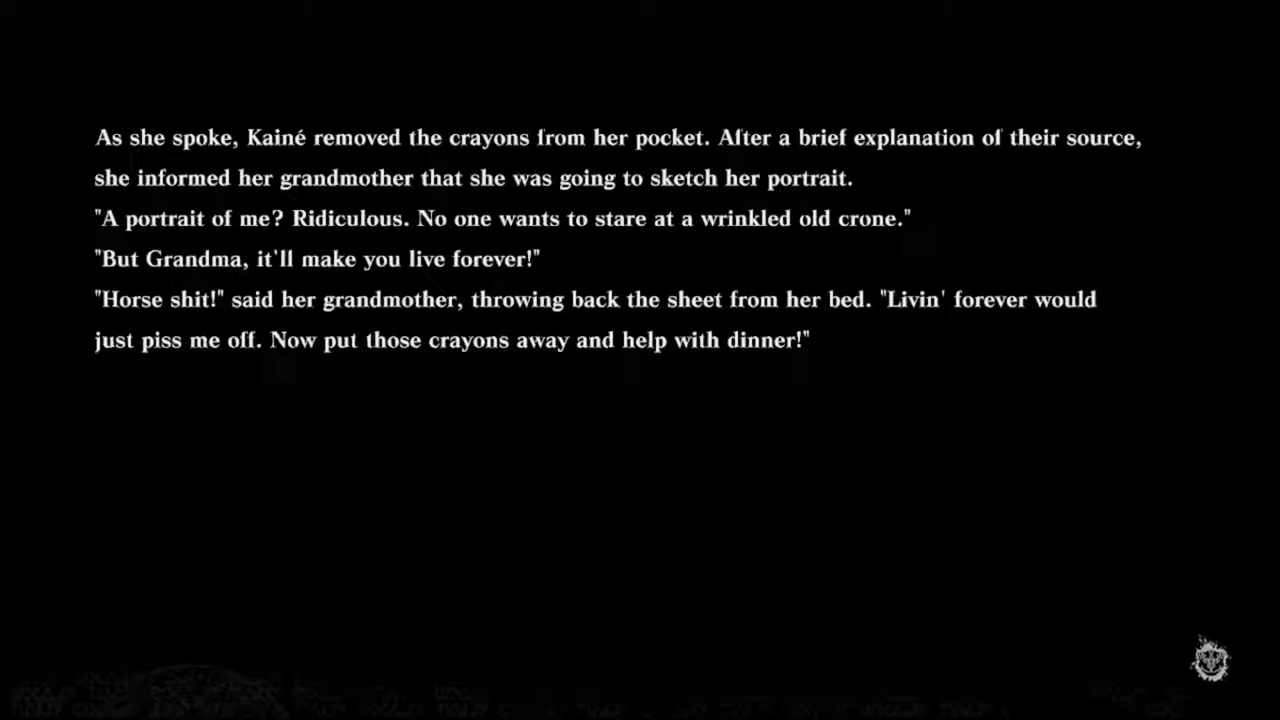 As she spoke, Kainé removed the crayons from her pocket. After a brief explanation of their source,
she informed her grandmother that she was going to sketch her portrait.
"A portrait of me? Ridiculous. No one wants to stare at a wrinkled old crone."
"But Grandma, it'll make you live forever!"
"Horse shit!" said her grandmother, throwing back the sheet from her bed. "Livin' forever would
just piss me off. Now put those crayons away and help with dinner!"